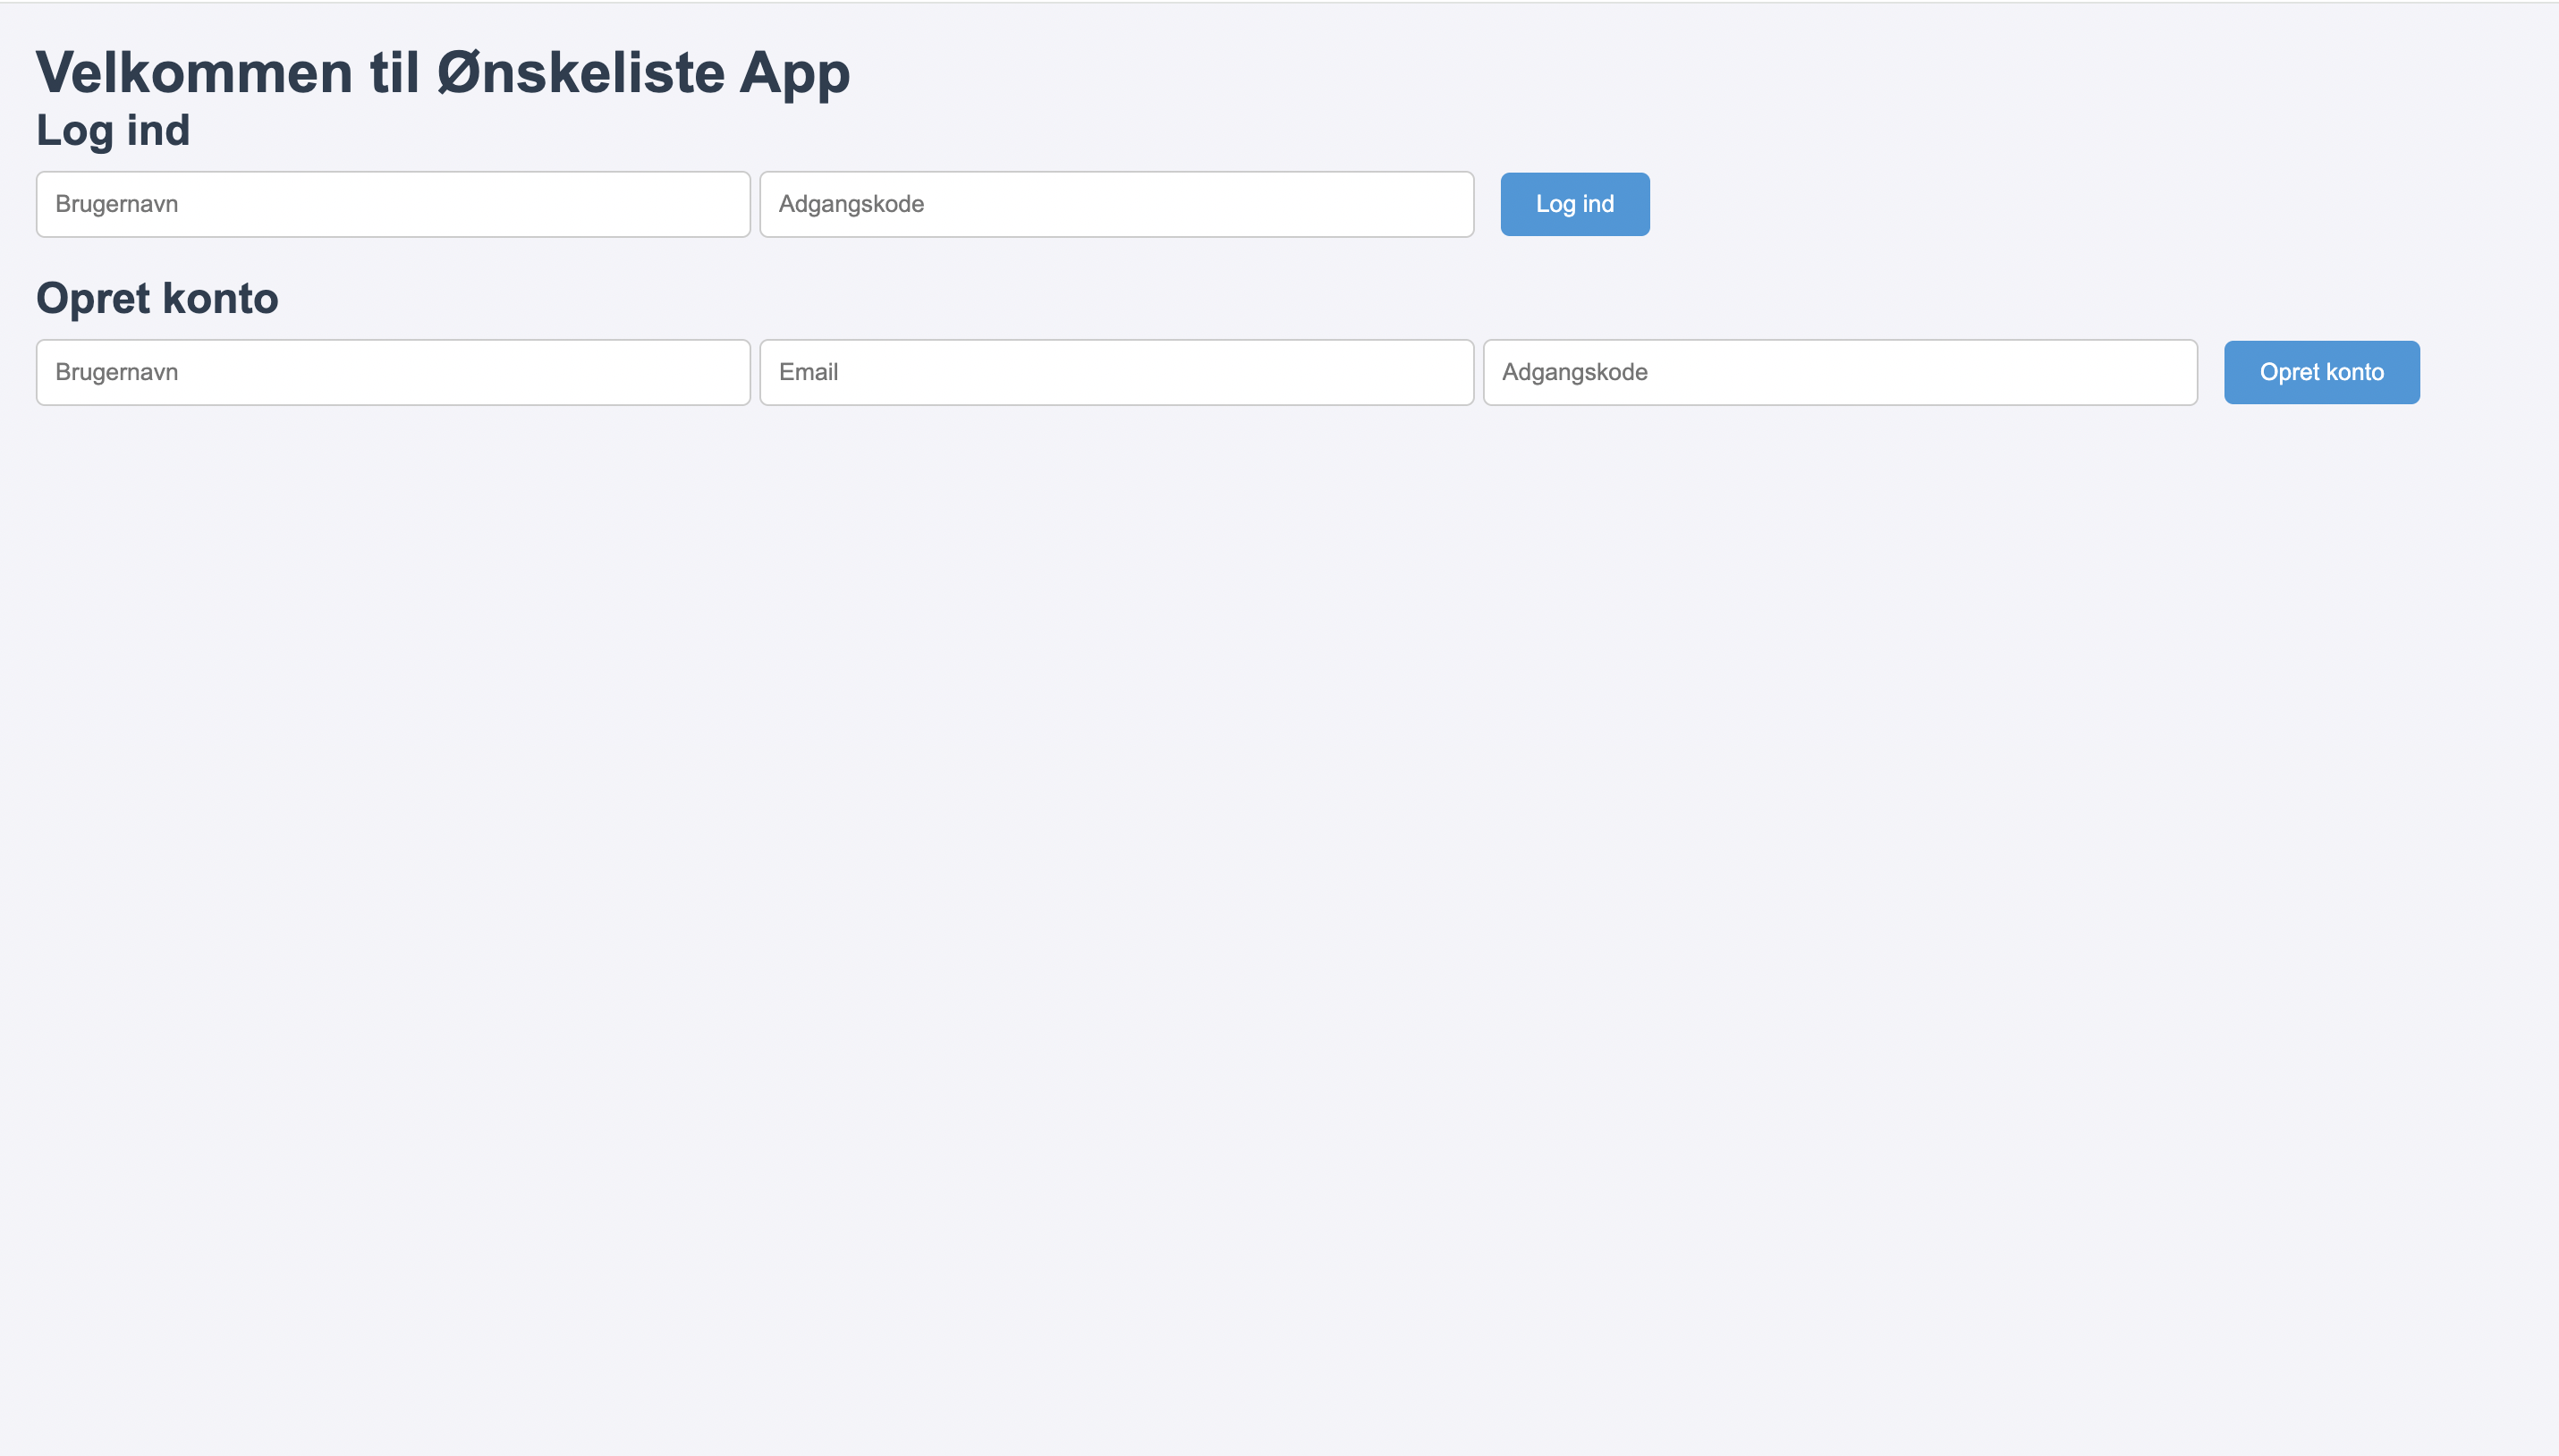 Velkommen til Ønskeliste App
Log ind
Brugernavn Adgangskode Log ind
Opret konto
Brugernavn Email Adgangskode Opret konto